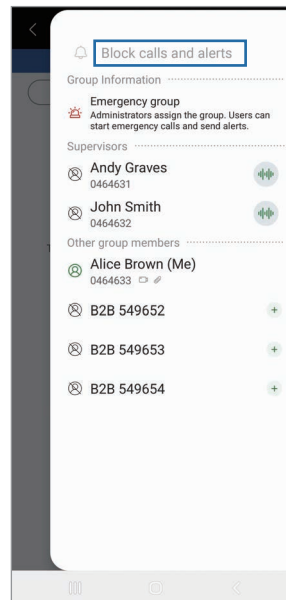 Block calls and alerts
Group Information
Emergency group
Administrators assign the group. Users can
start emergency calls and send alerts.
Supervisors
Andy Graves
0464631
John Smith
0464632
Other group members
Alice Brown (Me)
0464633
B2B 549652
B2B 549653
B2B 549654